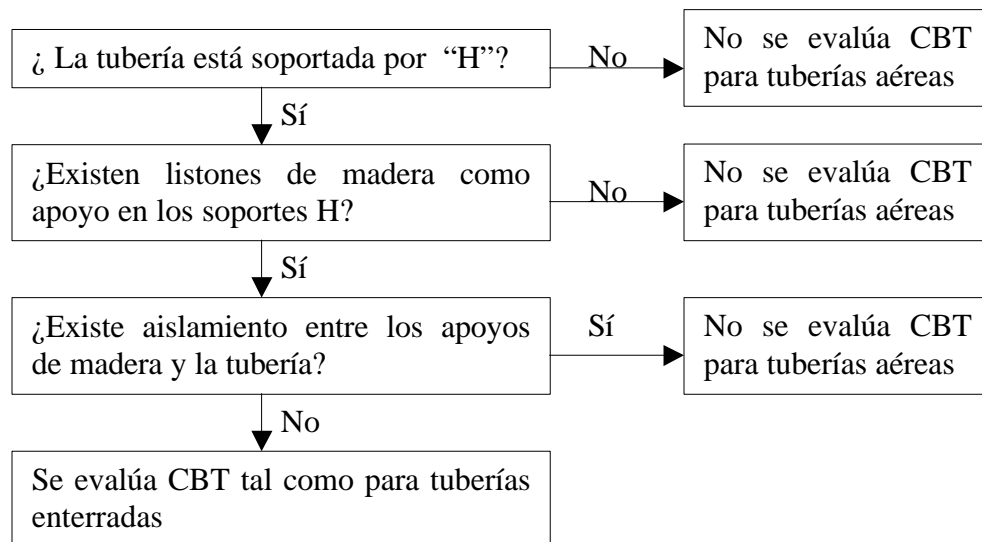 ¿ La tubería está soportada por “H”?
No
No se evalúa CBT
para tuberías aéreas
Sí
¿Existen listones de madera como
apoyo en los soportes H?
No
No se evalúa CBT
para tuberías aéreas
Sí
¿Existe aislamiento entre los apoyos
de madera y la tubería?
Sí
No se evalúa CBT
para tuberías aéreas
No
Se evalúa CBT tal como para tuberías
enterradas